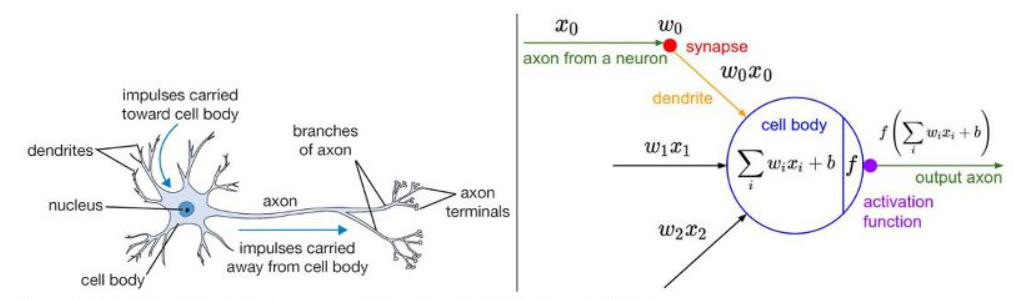 impulses carried
toward cell body
dendrites
nucleus
cell body
axon
impulses carried
away from cell body
branches
of axon
axon
terminals
x₀
w₀
synapse
axon from a neuron
w₀x₀
dendrite
cell body
w₁x₁
∑ᵢ wᵢxᵢ + b
f
f(∑ᵢ wᵢxᵢ + b)
output axon
activation
function
w₂x₂